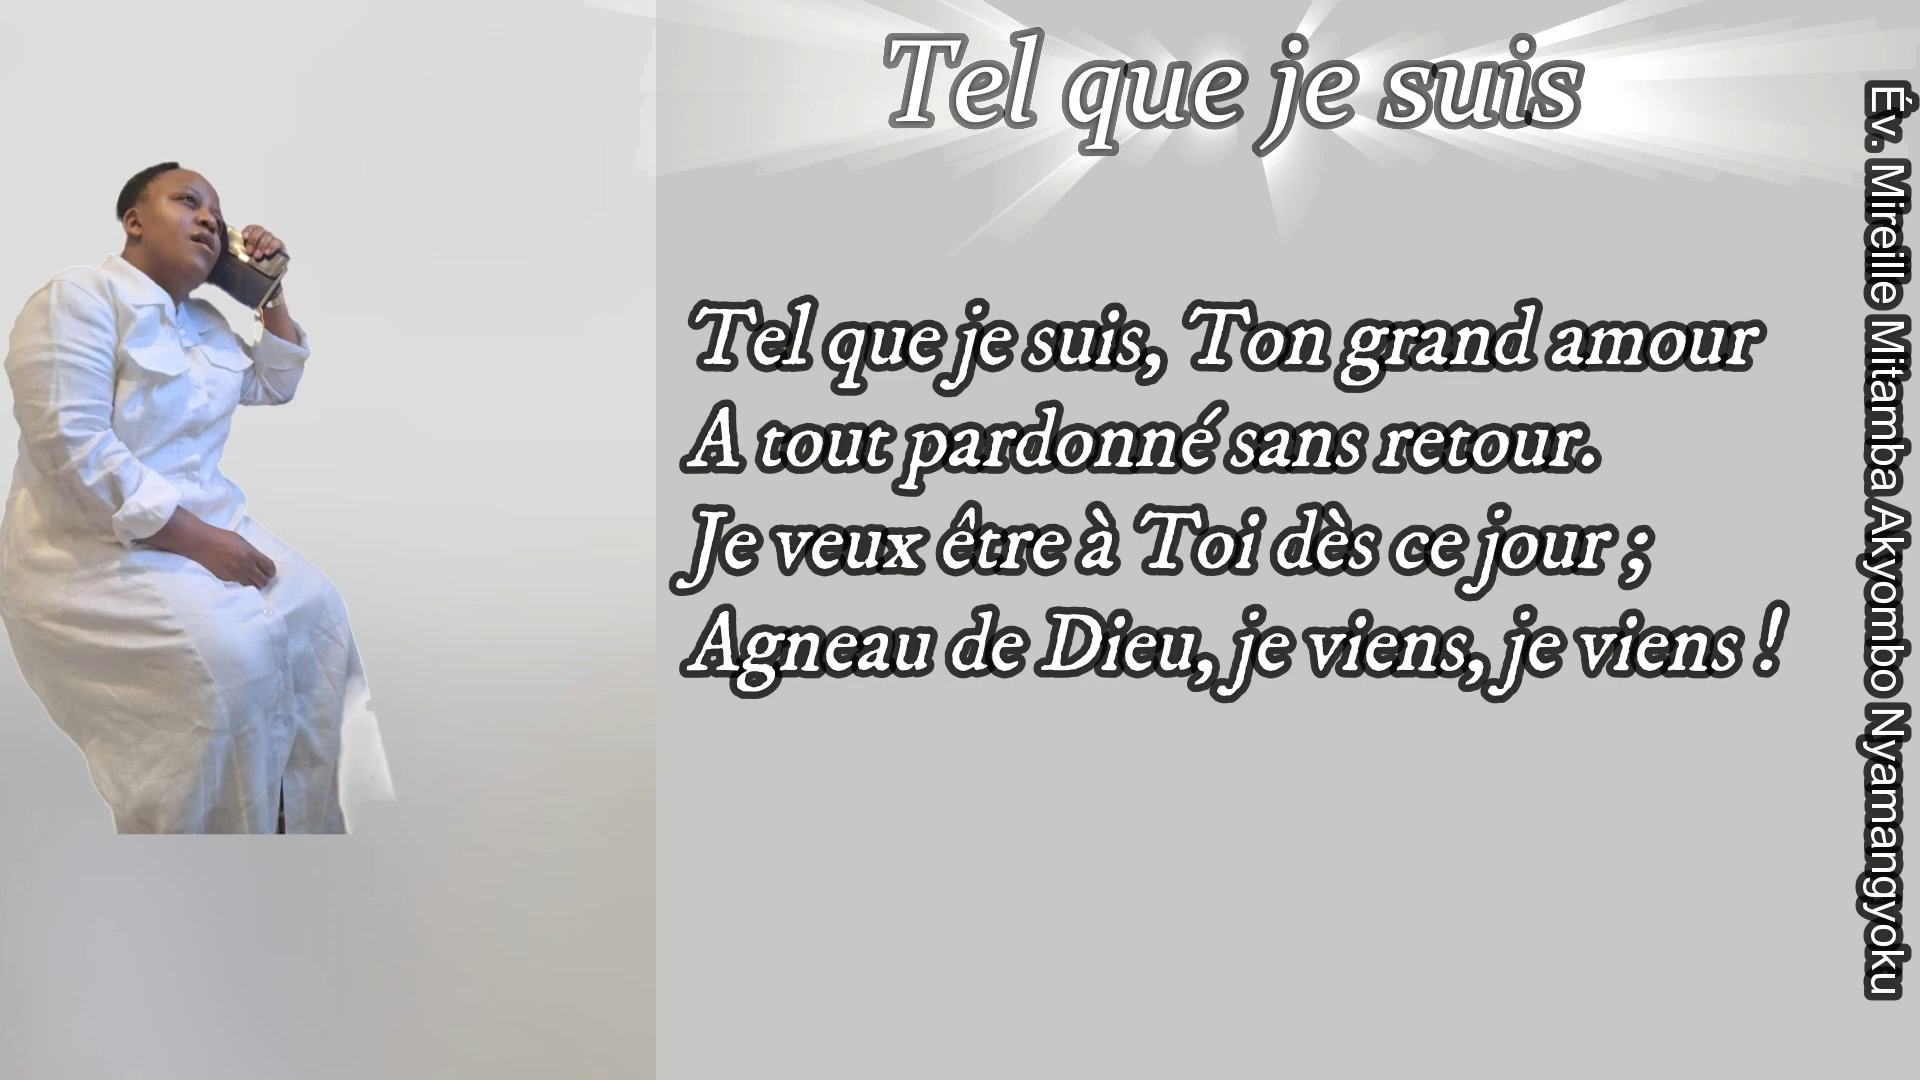 Tel que je suis
Tel que je suis, Ton grand amour
A tout pardonné sans retour.
Je veux être à Toi dès ce jour ;
Agneau de Dieu, je viens, je viens !
Év. Mireille Mitamba Akyombo Nyamangyoku